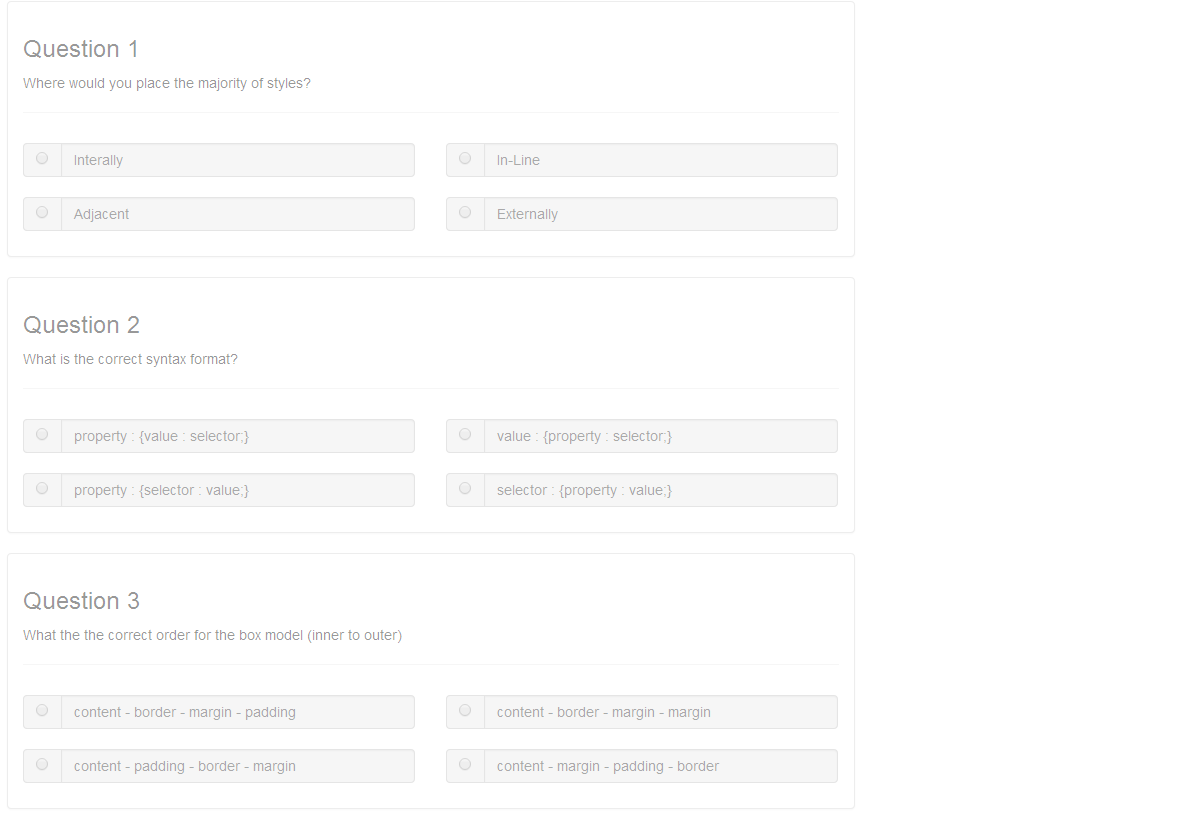 Question 1
Where would you place the majority of styles?
Interally
In-Line
Adjacent
Externally
Question 2
What is the correct syntax format?
property : {value : selector;}
value : {property : selector;}
property : {selector : value;}
selector : {property : value;}
Question 3
What the the correct order for the box model (inner to outer)
content - border - margin - padding
content - border - margin - margin
content - padding - border - margin
content - margin - padding - border